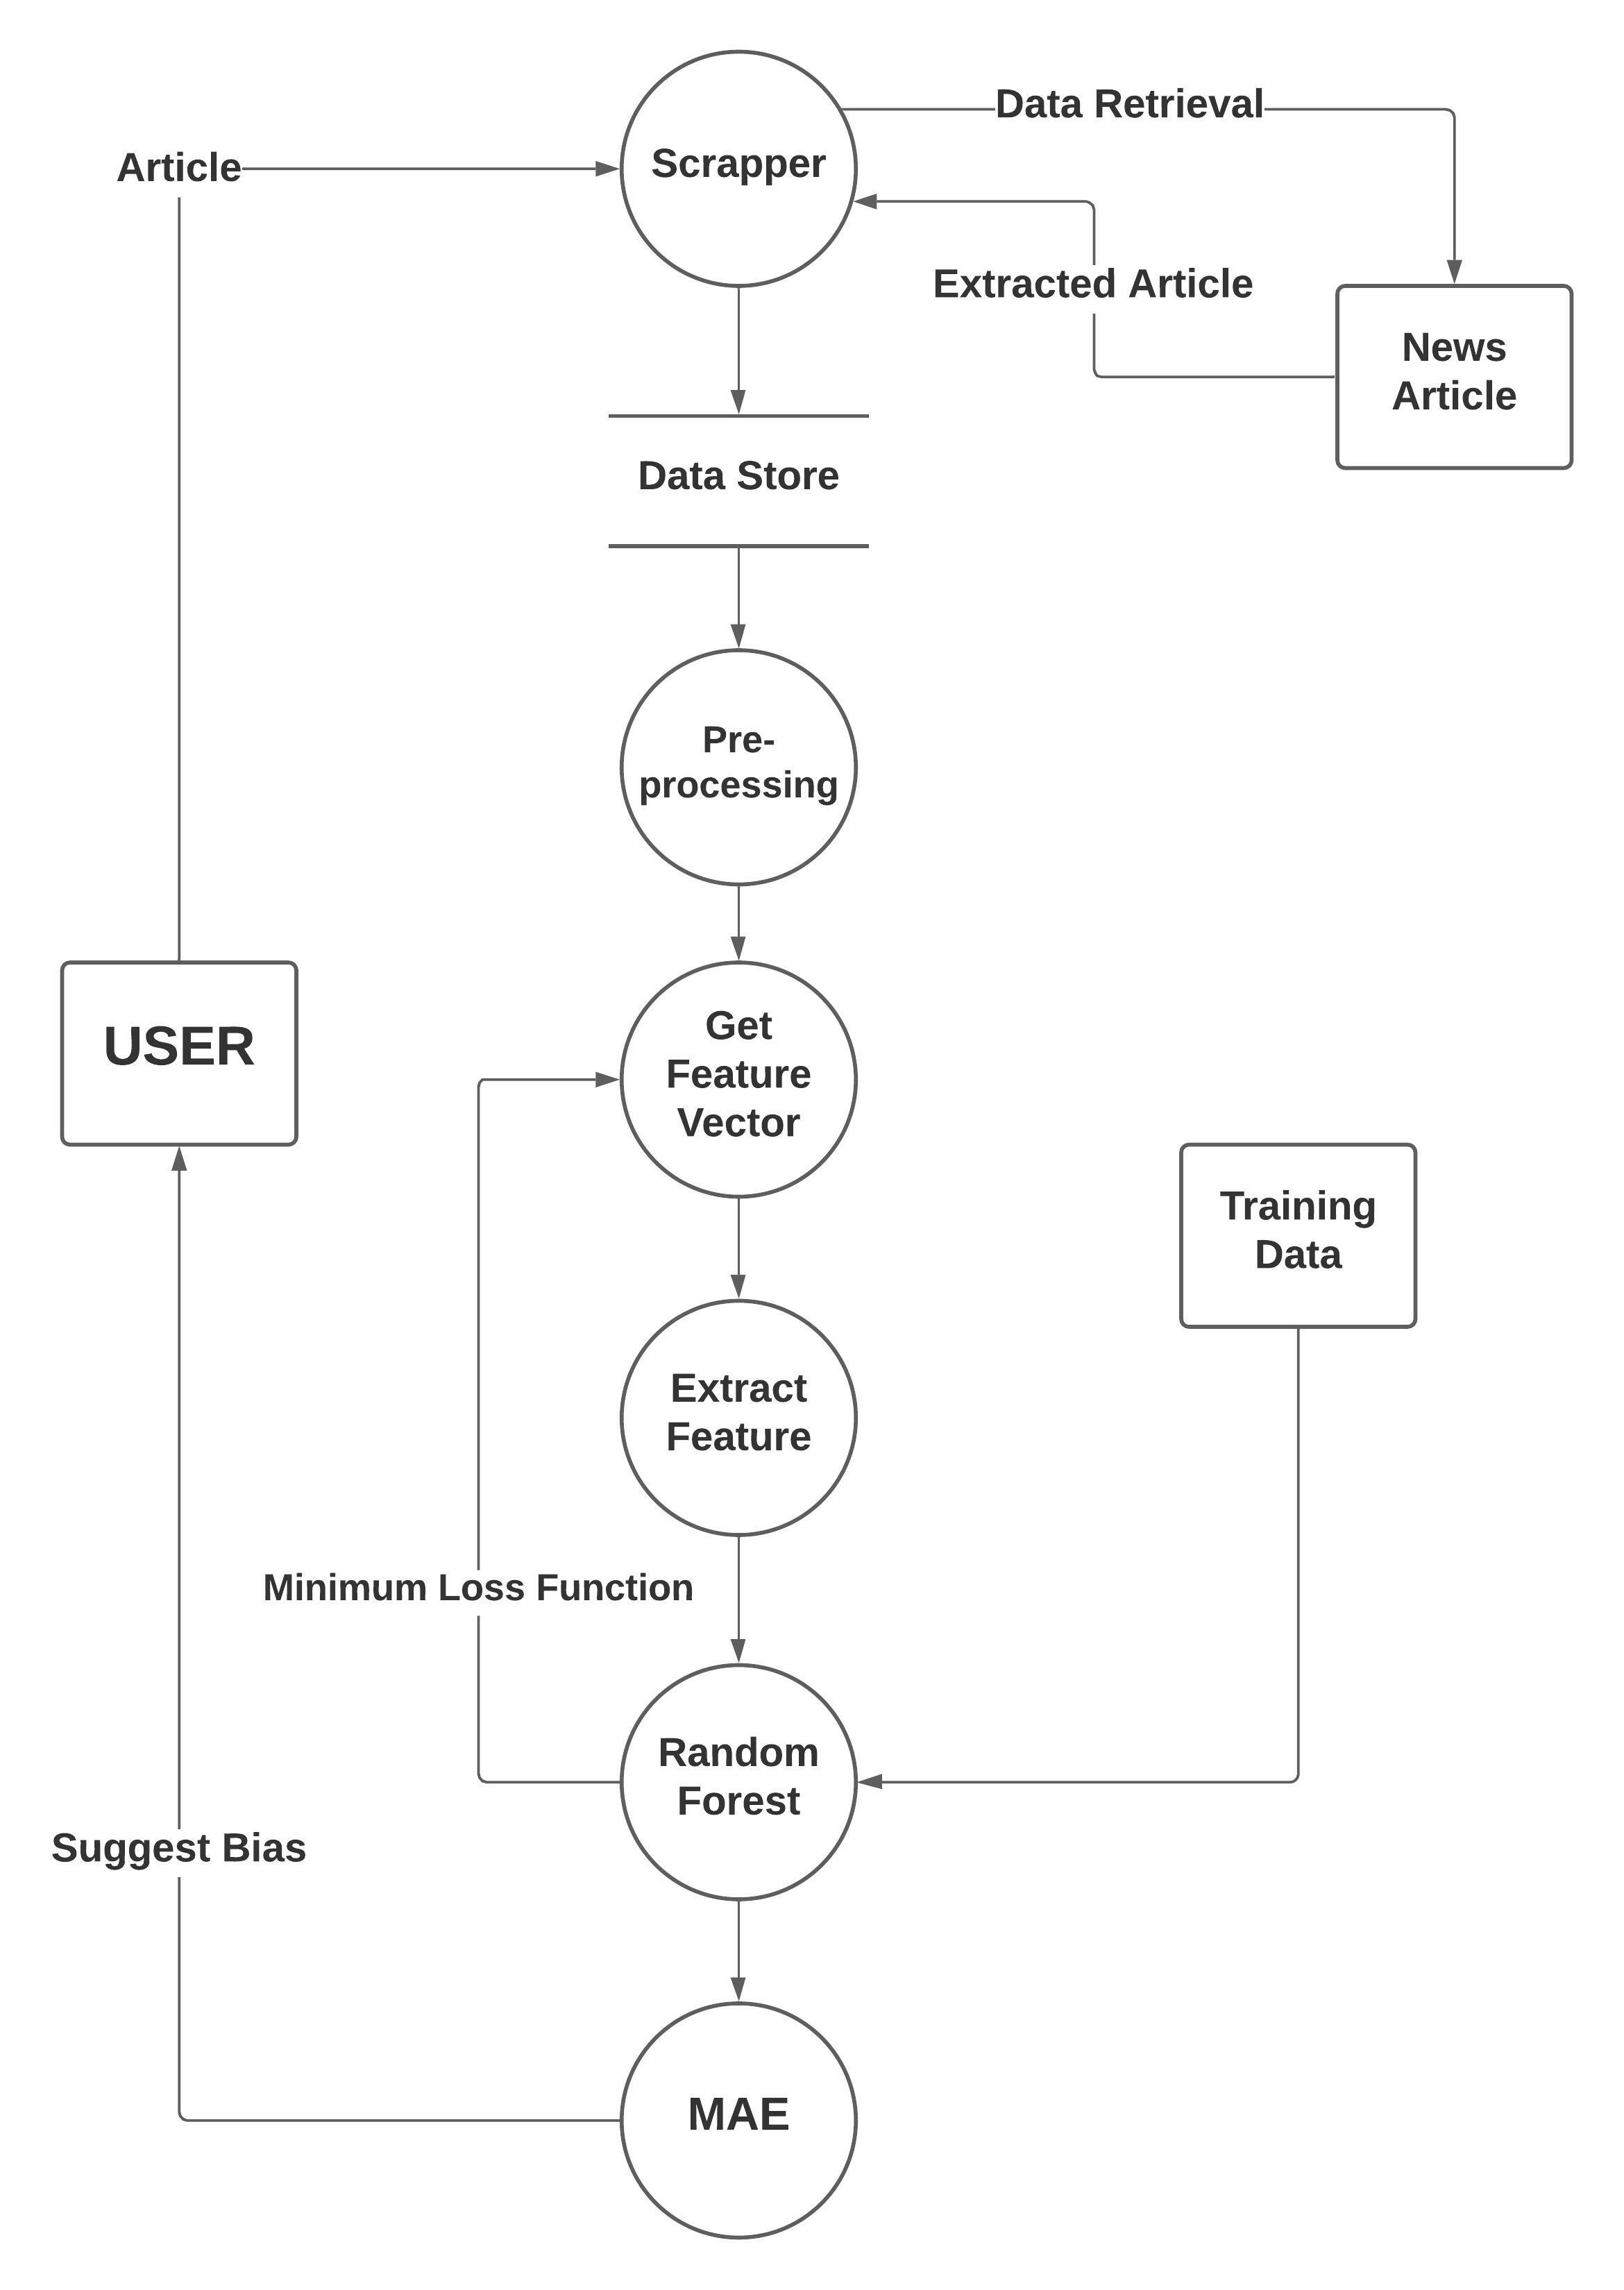 Data Retrieval
Article
Scrapper
Extracted Article
News
Article
Data Store
Pre-
processing
Get
Feature
Vector
USER
Training
Data
Extract
Feature
Minimum Loss Function
Random
Forest
Suggest Bias
MAE